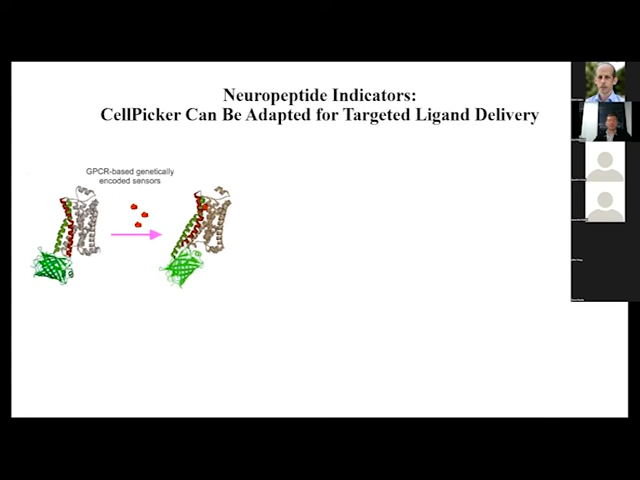 Neuropeptide Indicators:
CellPicker Can Be Adapted for Targeted Ligand Delivery
GPCR-based genetically
encoded sensors